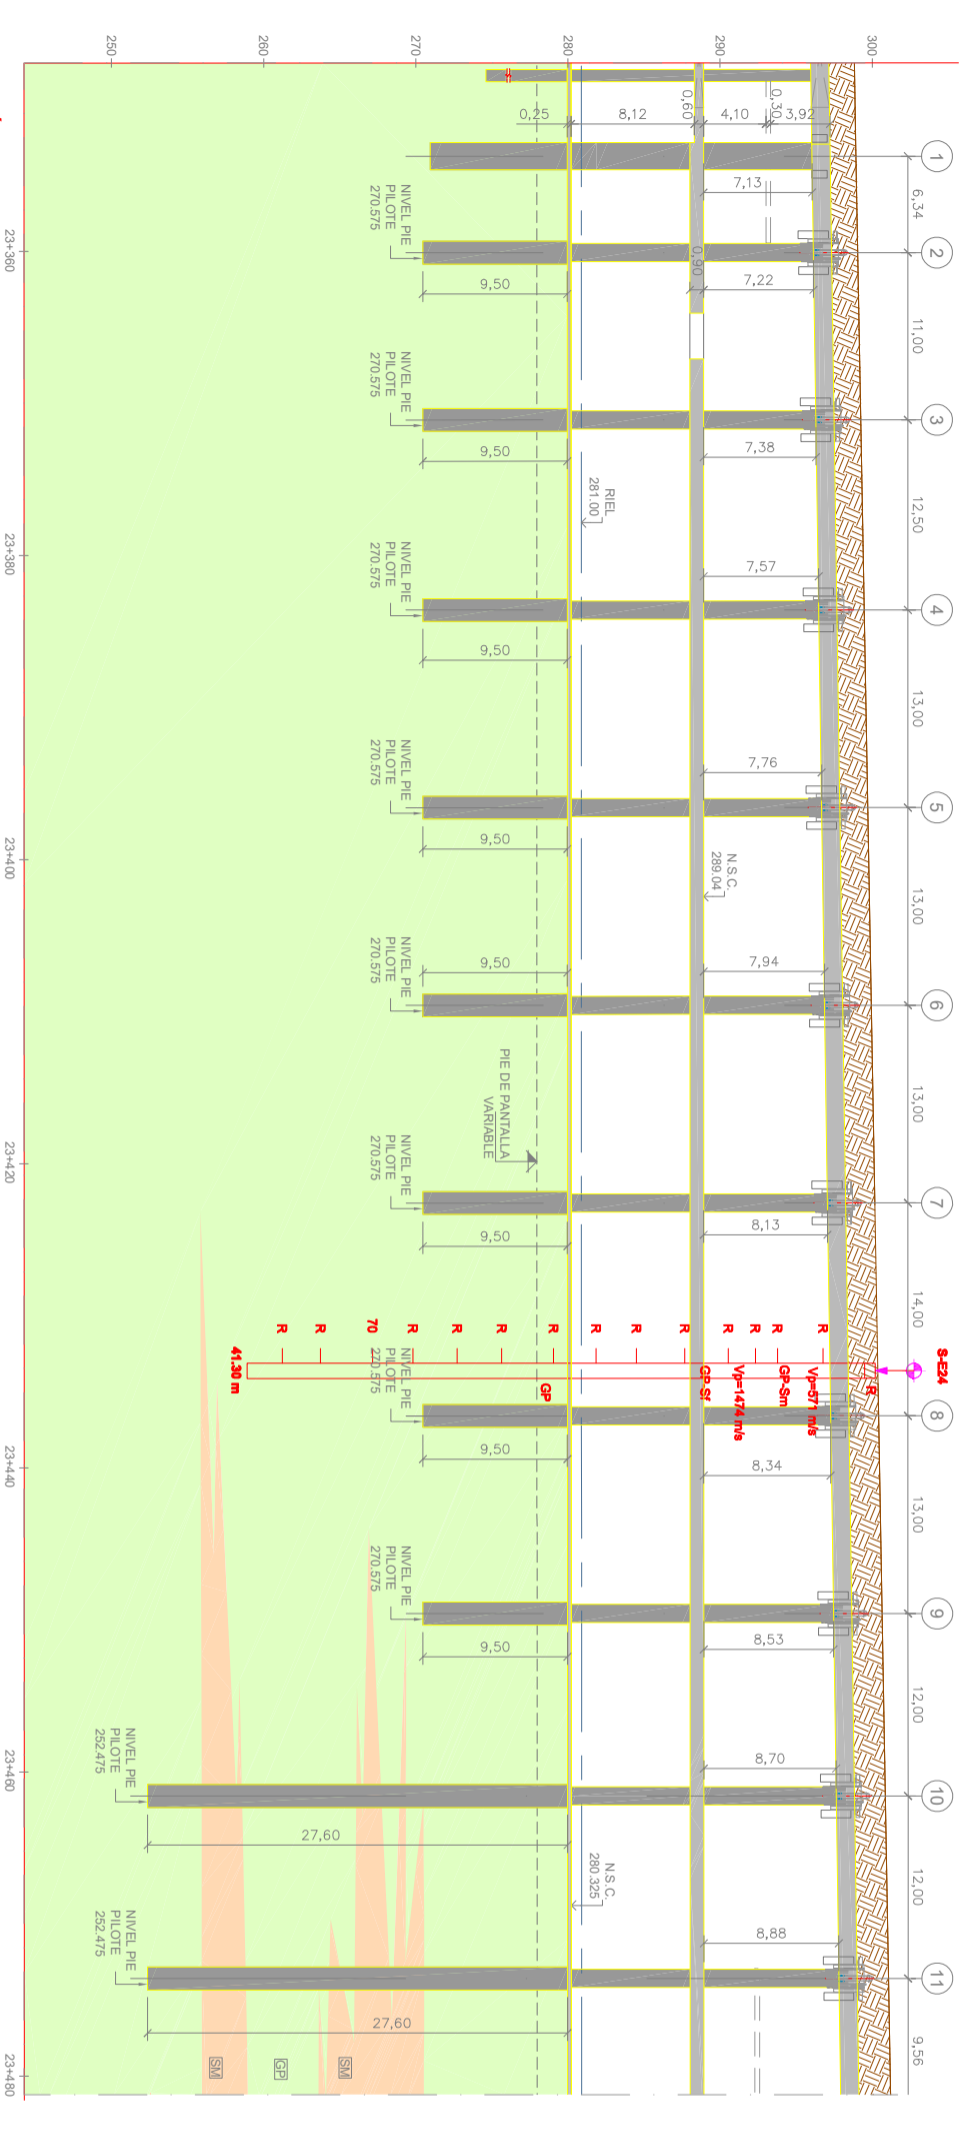 1
2
3
4
5
6
7
8
9
10
11
6,34
11,00
12,50
13,00
13,00
13,00
14,00
13,00
12,00
12,00
9,56
S-E24
300
290
280
270
260
250
3,92
0,30
4,10
0,60
8,12
0,25
7,13
7,22
0,90
7,38
7,57
7,76
7,94
8,13
8,34
8,53
8,70
8,88
R
R
Vp=571 m/s
R
GP-Sm
R
Vp=1474 m/s
R
GP-Sf
R
R
R
R
GP
R
R
R
70
R
R
41.30 m
N.S.C.
289.04
RIEL
281.00
N.S.C.
280.325
PIE DE PANTALLA
VARIABLE
9,50
9,50
9,50
9,50
9,50
9,50
9,50
9,50
27,60
27,60
NIVEL PIE
PILOTE
270.575
NIVEL PIE
PILOTE
270.575
NIVEL PIE
PILOTE
270.575
NIVEL PIE
PILOTE
270.575
NIVEL PIE
PILOTE
270.575
NIVEL PIE
PILOTE
270.575
NIVEL PIE
PILOTE
270.575
NIVEL PIE
PILOTE
270.575
NIVEL PIE
PILOTE
252.475
NIVEL PIE
PILOTE
252.475
SM
GP
SM
23+360
23+380
23+400
23+420
23+440
23+460
23+480